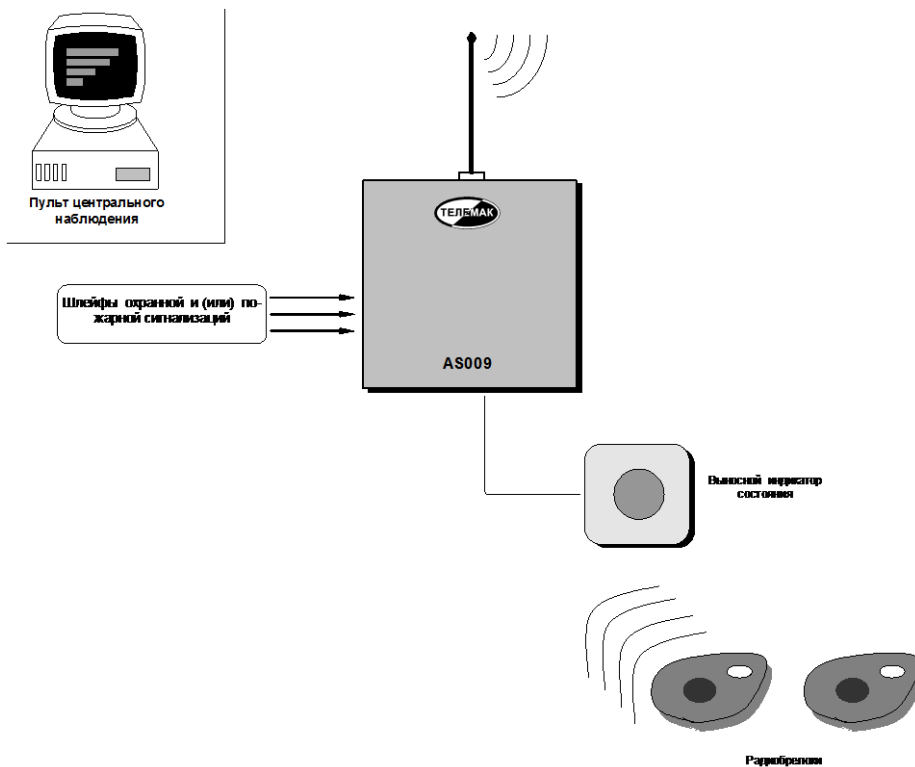 Пульт центрального
наблюдения
ТЕЛЕМАК
Шлейфы охранной и (или) по-
жарной сигнализаций
AS009
Выносной индикатор
состояния
Радиобрелоки